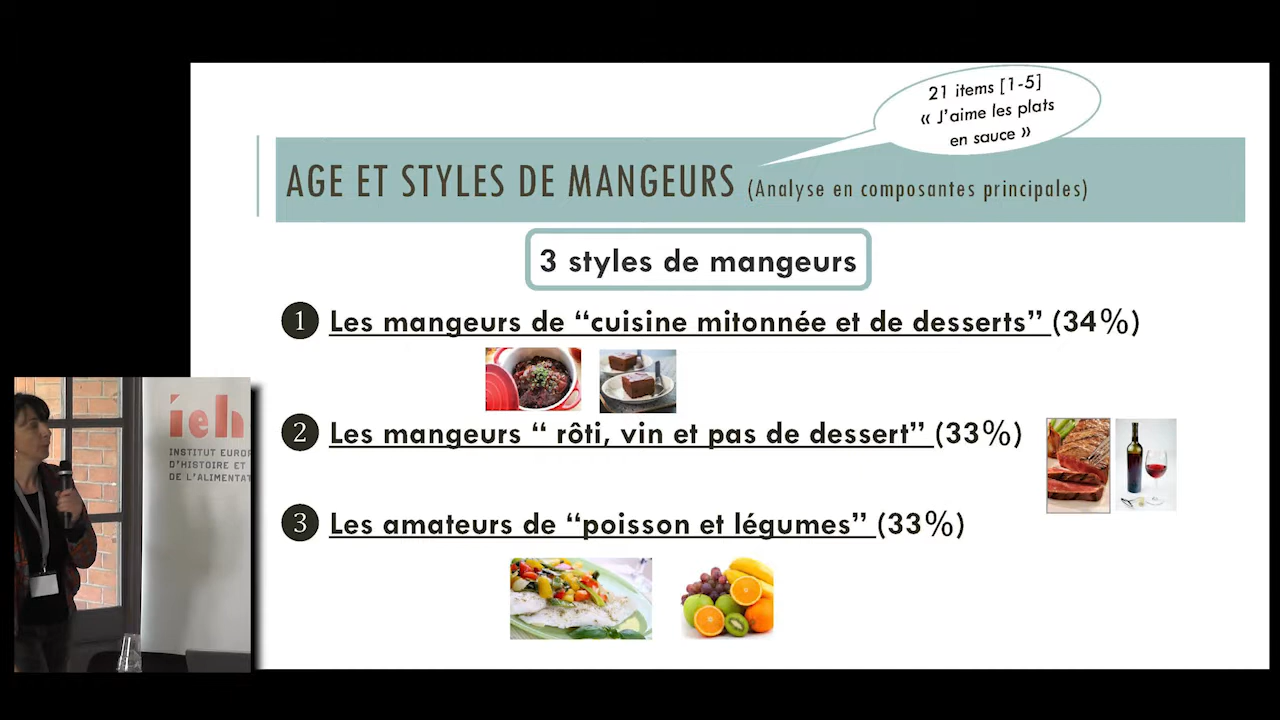 21 items [1-5]
« J’aime les plats
en sauce »
AGE ET STYLES DE MANGEURS (Analyse en composantes principales)
3 styles de mangeurs
1 Les mangeurs de “cuisine mitonnée et de desserts” (34%)
2 Les mangeurs “ rôti, vin et pas de dessert” (33%)
3 Les amateurs de “poisson et légumes” (33%)
ieh
INSTITUT EUROP
D'HISTOIRE ET
DE L'ALIMENTAT